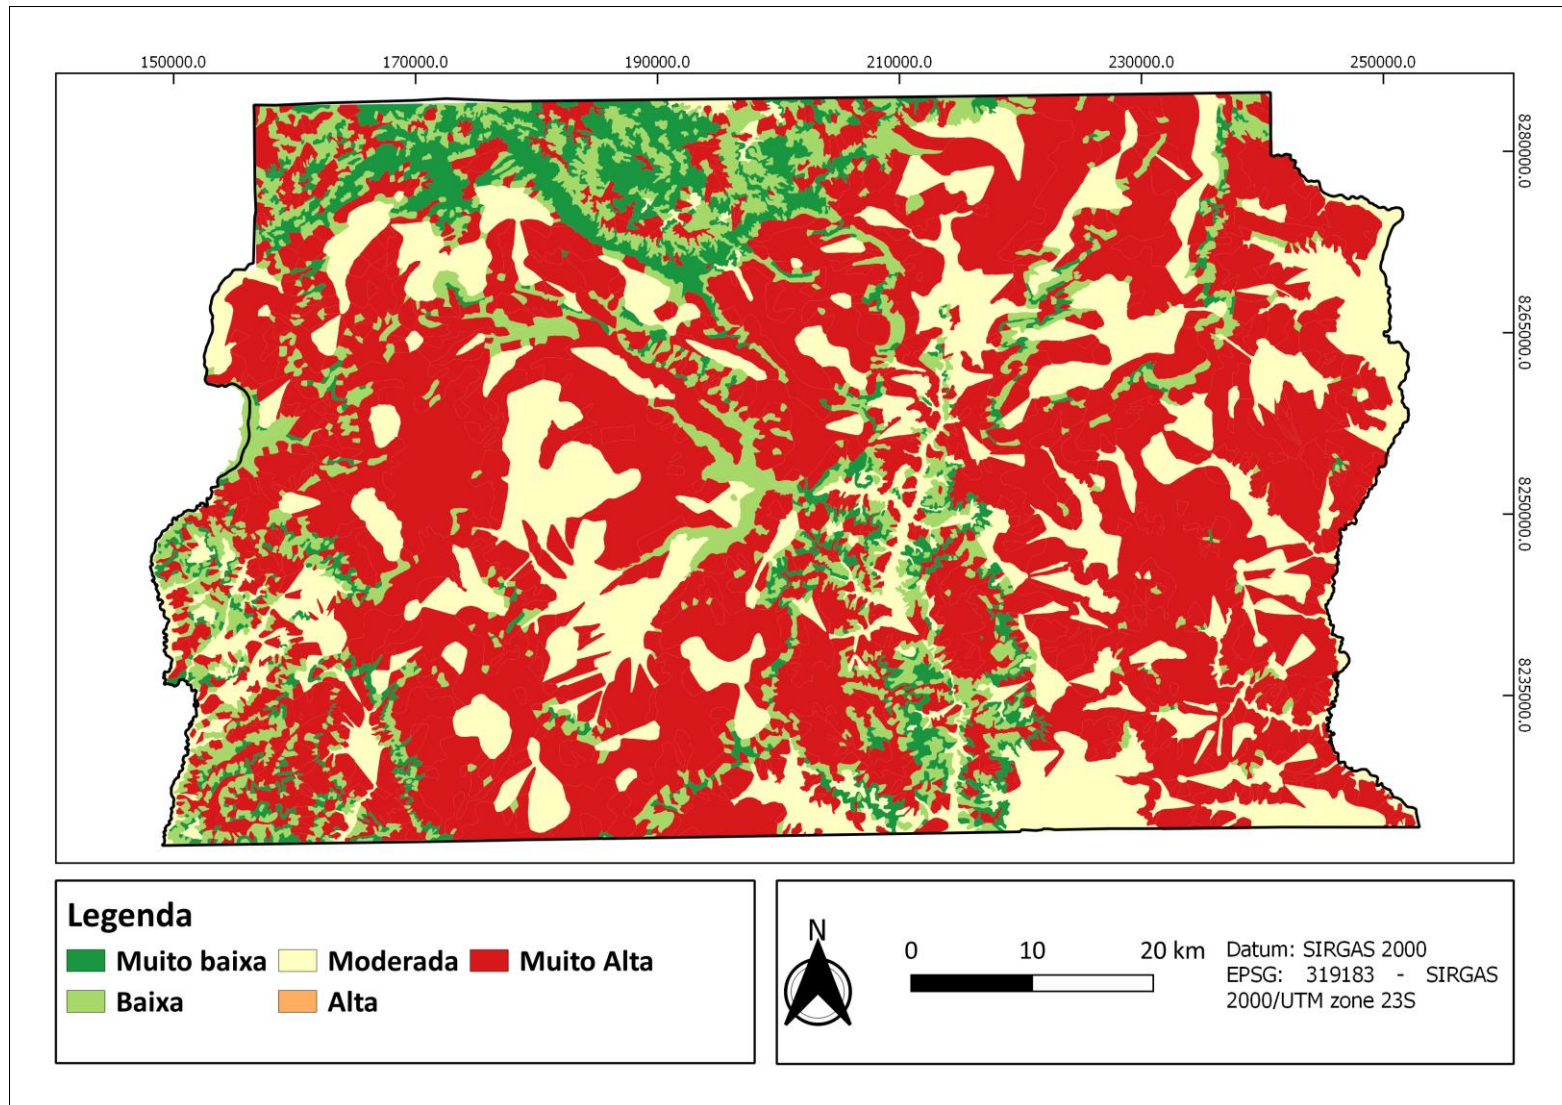 150000.0 170000.0 190000.0 210000.0 230000.0 250000.0
8280000.0
8265000.0
8250000.0
8235000.0
Legenda
Muito baixa Moderada Muito Alta
Baixa Alta
N
0 10 20 km
Datum: SIRGAS 2000
EPSG: 319183 - SIRGAS
2000/UTM zone 23S